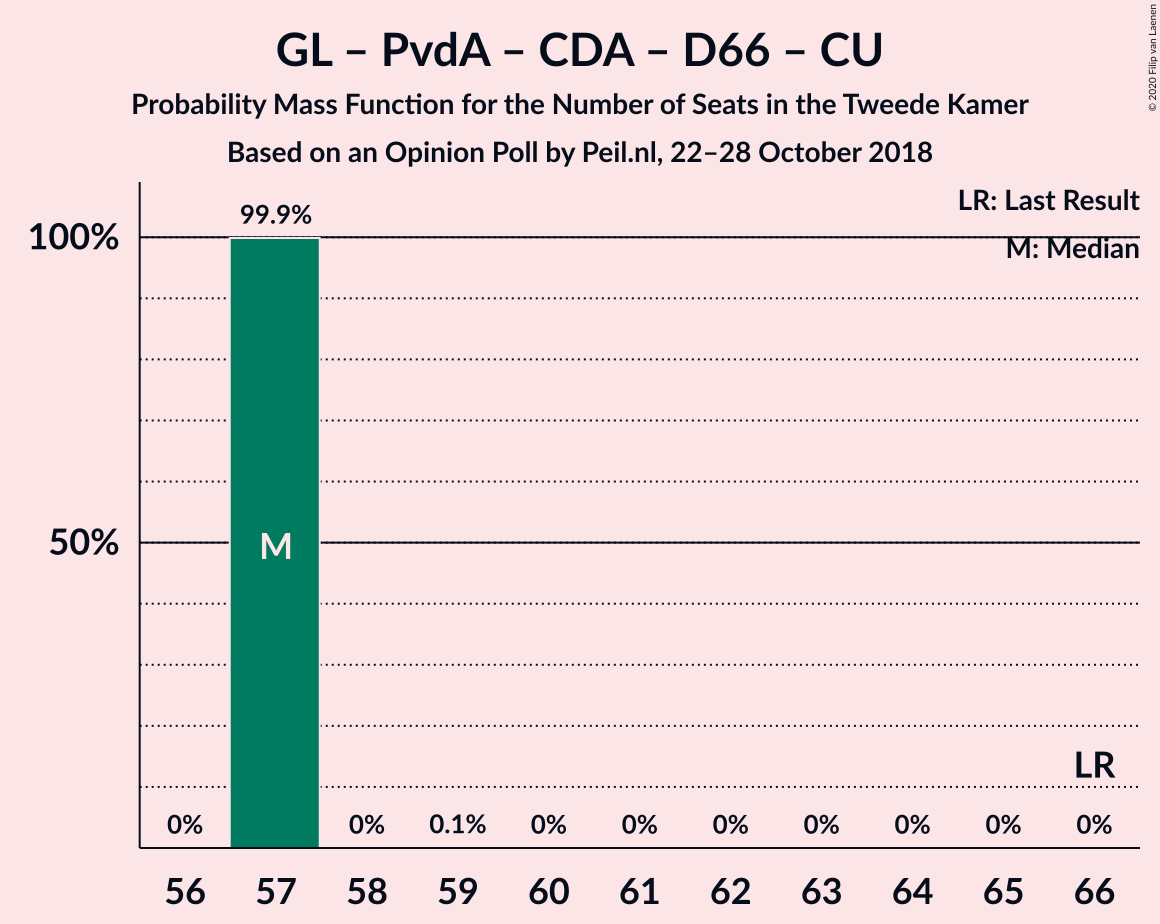 GL – PvdA – CDA – D66 – CU
Probability Mass Function for the Number of Seats in the Tweede Kamer
Based on an Opinion Poll by Peil.nl, 22–28 October 2018
© 2020 Filip van Laenen
LR: Last Result
M: Median
99.9%
100%
50%
M
LR
0% 0% 0.1% 0% 0% 0% 0% 0% 0% 0%
56 57 58 59 60 61 62 63 64 65 66